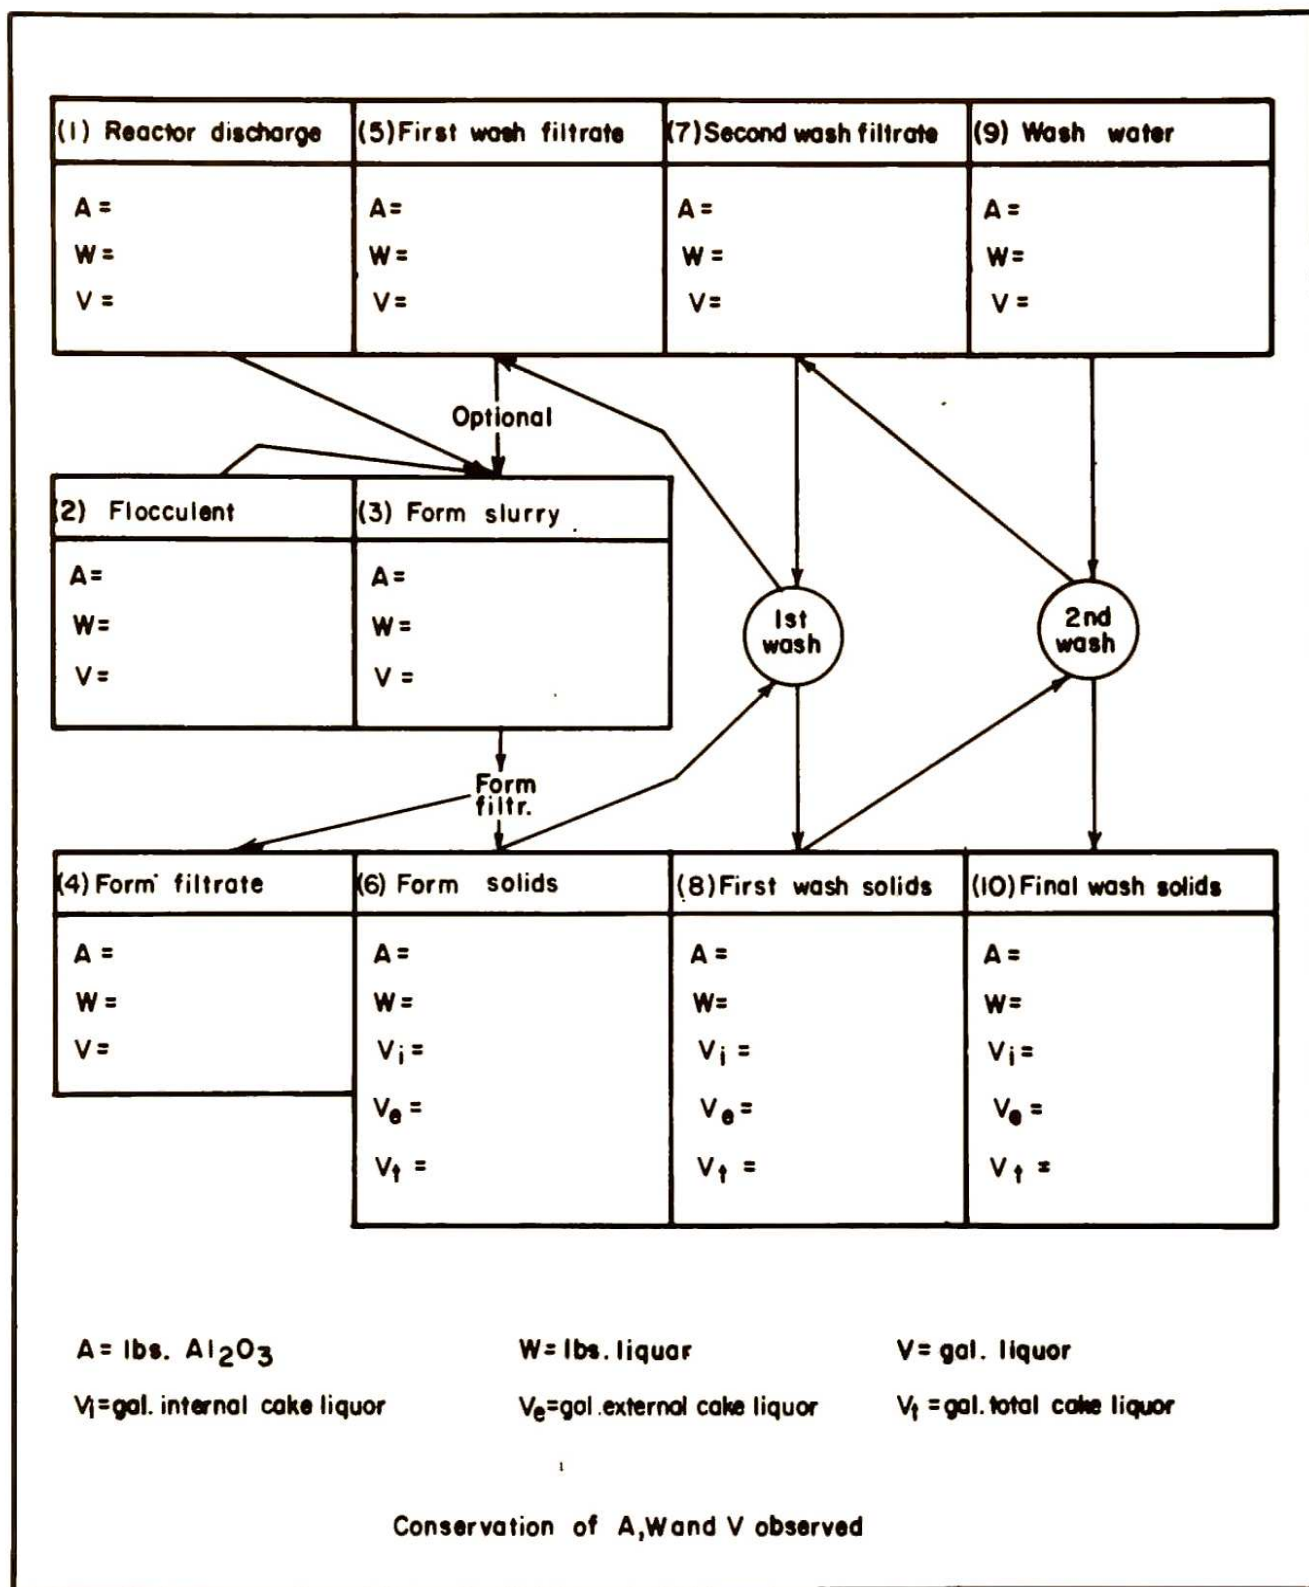 (1) Reactor discharge (5) First wash filtrate (7) Second wash filtrate (9) Wash water
A = A= A = A =
W= W= W = W=
V = V= V= V =
Optional
(2) Flocculent (3) Form slurry
A= A=
W= W=
V= V =
1st wash
2nd wash
Form filtr.
(4) Form filtrate (6) Form solids (8) First wash solids (10) Final wash solids
A = A= A = A =
W = W= W= W=
V= Vi= Vi = Vi=
Ve = Ve= Ve =
Vt = Vt = Vt =
A = lbs. Al2O3 W= lbs. liquor V= gal. liquor
Vi=gal. internal cake liquor Ve=gal. external cake liquor Vt =gal. total cake liquor
Conservation of A,W and V observed